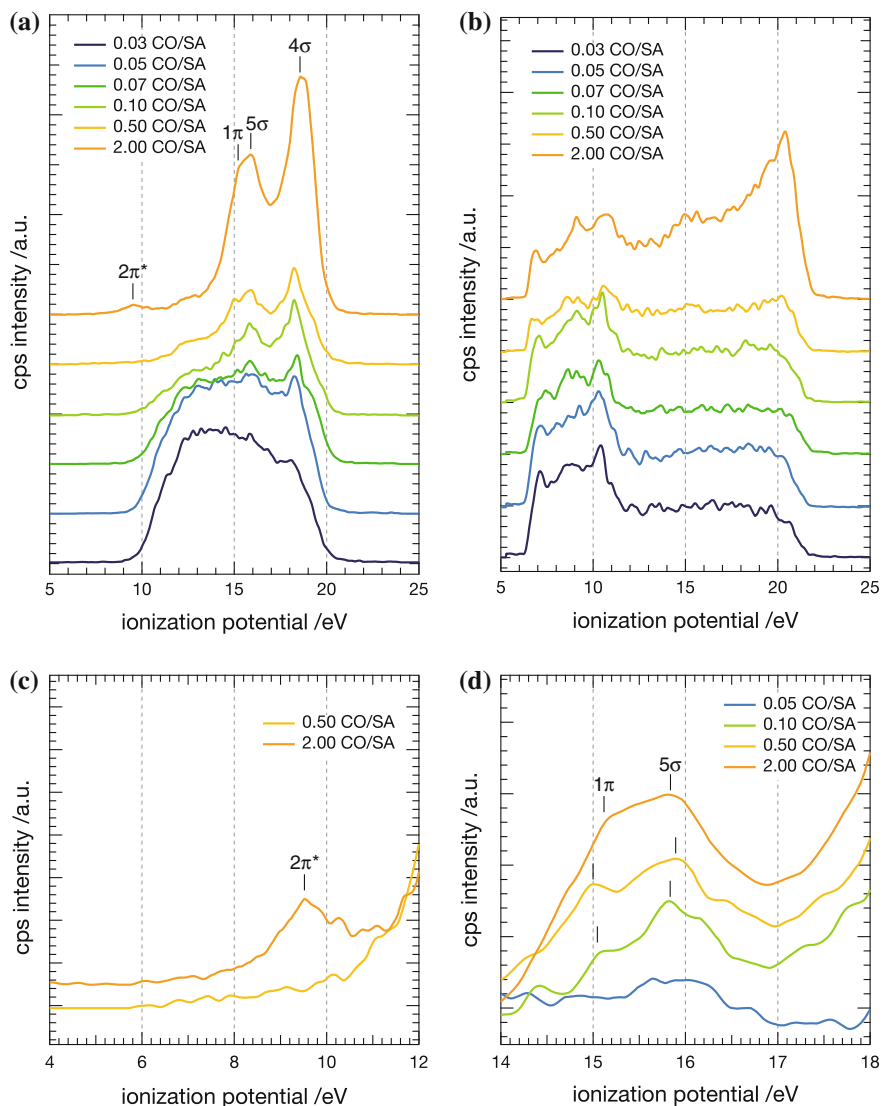 (a)
0.03 CO/SA
0.05 CO/SA
0.07 CO/SA
0.10 CO/SA
0.50 CO/SA
2.00 CO/SA
4σ
1π 5σ
2π*
cps intensity /a.u.
5 10 15 20 25
ionization potential /eV
(b)
0.03 CO/SA
0.05 CO/SA
0.07 CO/SA
0.10 CO/SA
0.50 CO/SA
2.00 CO/SA
cps intensity /a.u.
5 10 15 20 25
ionization potential /eV
(c)
0.50 CO/SA
2.00 CO/SA
2π*
cps intensity /a.u.
4 6 8 10 12
ionization potential /eV
(d)
0.05 CO/SA
0.10 CO/SA
0.50 CO/SA
2.00 CO/SA
1π 5σ
cps intensity /a.u.
14 15 16 17 18
ionization potential /eV